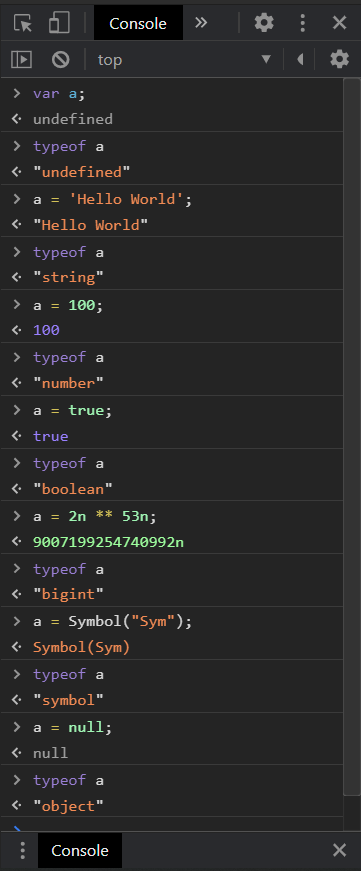 Console
top
var a;
undefined
typeof a
"undefined"
a = 'Hello World';
"Hello World"
typeof a
"string"
a = 100;
100
typeof a
"number"
a = true;
true
typeof a
"boolean"
a = 2n ** 53n;
9007199254740992n
typeof a
"bigint"
a = Symbol("Sym");
Symbol(Sym)
typeof a
"symbol"
a = null;
null
typeof a
"object"
Console